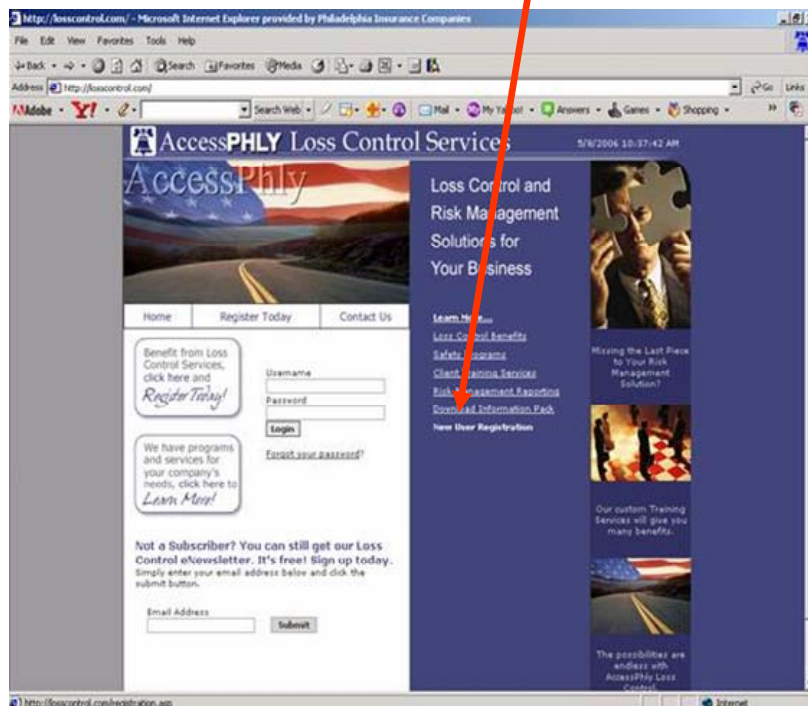 http://losscontrol.com/ - Microsoft Internet Explorer provided by Philadelphia Insurance Companies
File Edit View Favorites Tools Help
Back Search Favorites Media
Address http://losscontrol.com/ Go Links
Adobe Y! Search Web Mail My Yahoo! Answers Games Shopping »
AccessPHLY Loss Control Services 5/8/2006 10:37:42 AM
AccessPhly
Loss Control and
Risk Management
Solutions for
Your Business
Home Register Today Contact Us
Learn More...
Loss Control Benefits
Safety Programs
Client Training Services
Risk Management Reporting
Download Information Pack
New User Registration
Benefit from Loss
Control Services,
click here and
Register Today!
Username
Password
Login
Forgot your password?
We have programs
and services for
your company's
needs, click here to
Learn More!
Not a Subscriber? You can still get our Loss
Control eNewsletter. It's free! Sign up today.
Simply enter your email address below and click the
submit button.
Email Address
Submit
Missing the Last Piece
to Your Risk
Management
Solution?
Our custom Training
Services will give you
many benefits.
The possibilities are
endless with
AccessPhly Loss
Control.
http://losscontrol.com/registration.asp Internet